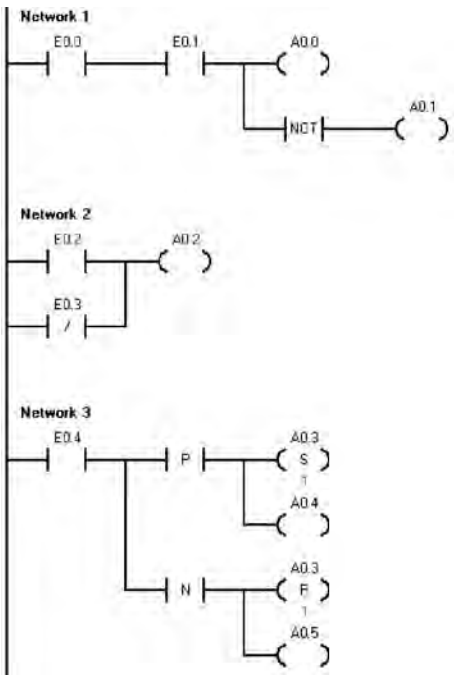 Network 1
E0.0 E0.1 A0.0
A0.1
NOT
Network 2
E0.2 A0.2
E0.3
/
Network 3
E0.4 A0.3
P S
1
A0.4
A0.3
N R
1
A0.5